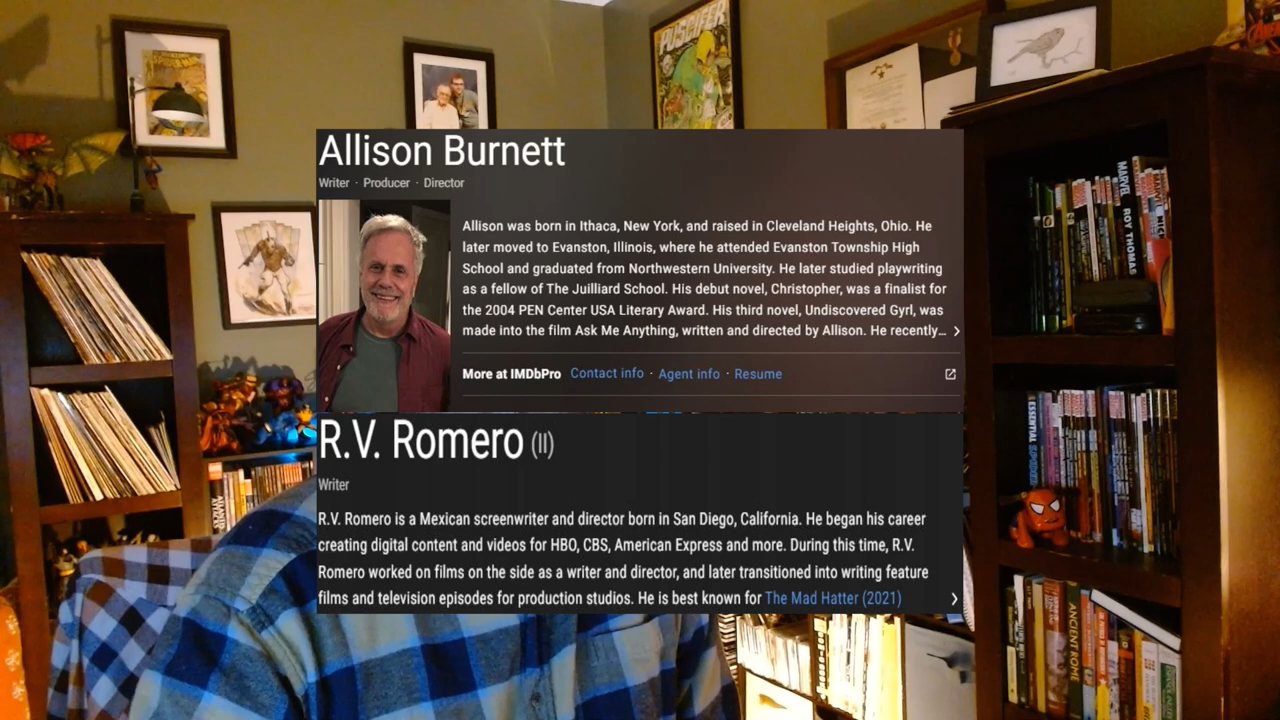 PUSCIFER
Allison Burnett
Writer · Producer · Director
Allison was born in Ithaca, New York, and raised in Cleveland Heights, Ohio. He
later moved to Evanston, Illinois, where he attended Evanston Township High
School and graduated from Northwestern University. He later studied playwriting
as a fellow of The Juilliard School. His debut novel, Christopher, was a finalist for
the 2004 PEN Center USA Literary Award. His third novel, Undiscovered Gyrl, was
made into the film Ask Me Anything, written and directed by Allison. He recently...
More at IMDbPro Contact info · Agent info · Resume
R.V. Romero (II)
Writer
R.V. Romero is a Mexican screenwriter and director born in San Diego, California. He began his career
creating digital content and videos for HBO, CBS, American Express and more. During this time, R.V.
Romero worked on films on the side as a writer and director, and later transitioned into writing feature
films and television episodes for production studios. He is best known for The Mad Hatter (2021)
MARVEL
ROY THOMAS
ESSENTIAL
ANCIENT ROME